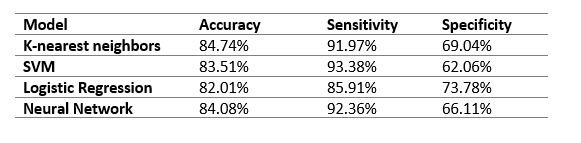 Model Accuracy Sensitivity Specificity
K-nearest neighbors 84.74% 91.97% 69.04%
SVM 83.51% 93.38% 62.06%
Logistic Regression 82.01% 85.91% 73.78%
Neural Network 84.08% 92.36% 66.11%